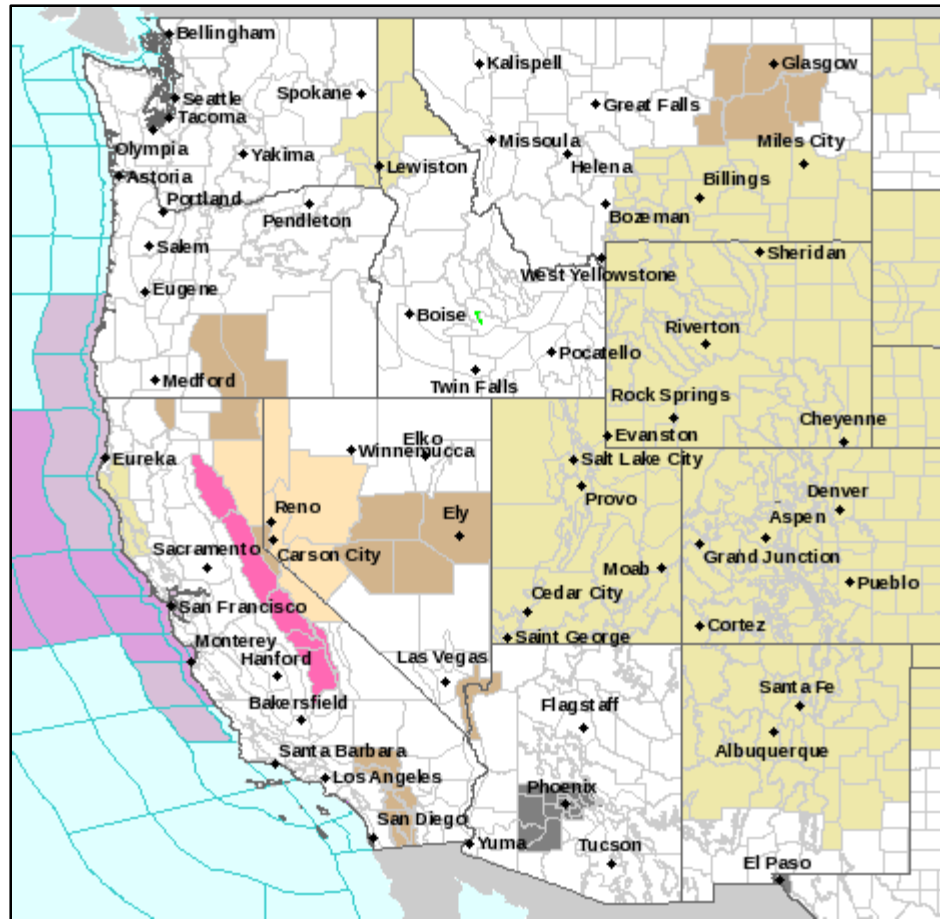 Bellingham
Kalispell
Glasgow
Spokane
Seattle
Great Falls
Tacoma
Olympia
Missoula
Miles City
Yakima
Helena
Lewiston
Astoria
Billings
Portland
Pendleton
Bozeman
Salem
Sheridan
West Yellowstone
Eugene
Boise
Riverton
Pocatello
Medford
Twin Falls
Rock Springs
Cheyenne
Evanston
Elko
Winnemucca
Eureka
Salt Lake City
Provo
Denver
Reno
Ely
Aspen
Sacramento
Carson City
Grand Junction
Moab
Pueblo
San Francisco
Cedar City
Cortez
Saint George
Monterey
Hanford
Las Vegas
Santa Fe
Bakersfield
Flagstaff
Albuquerque
Santa Barbara
Los Angeles
Phoenix
San Diego
Yuma
Tucson
El Paso